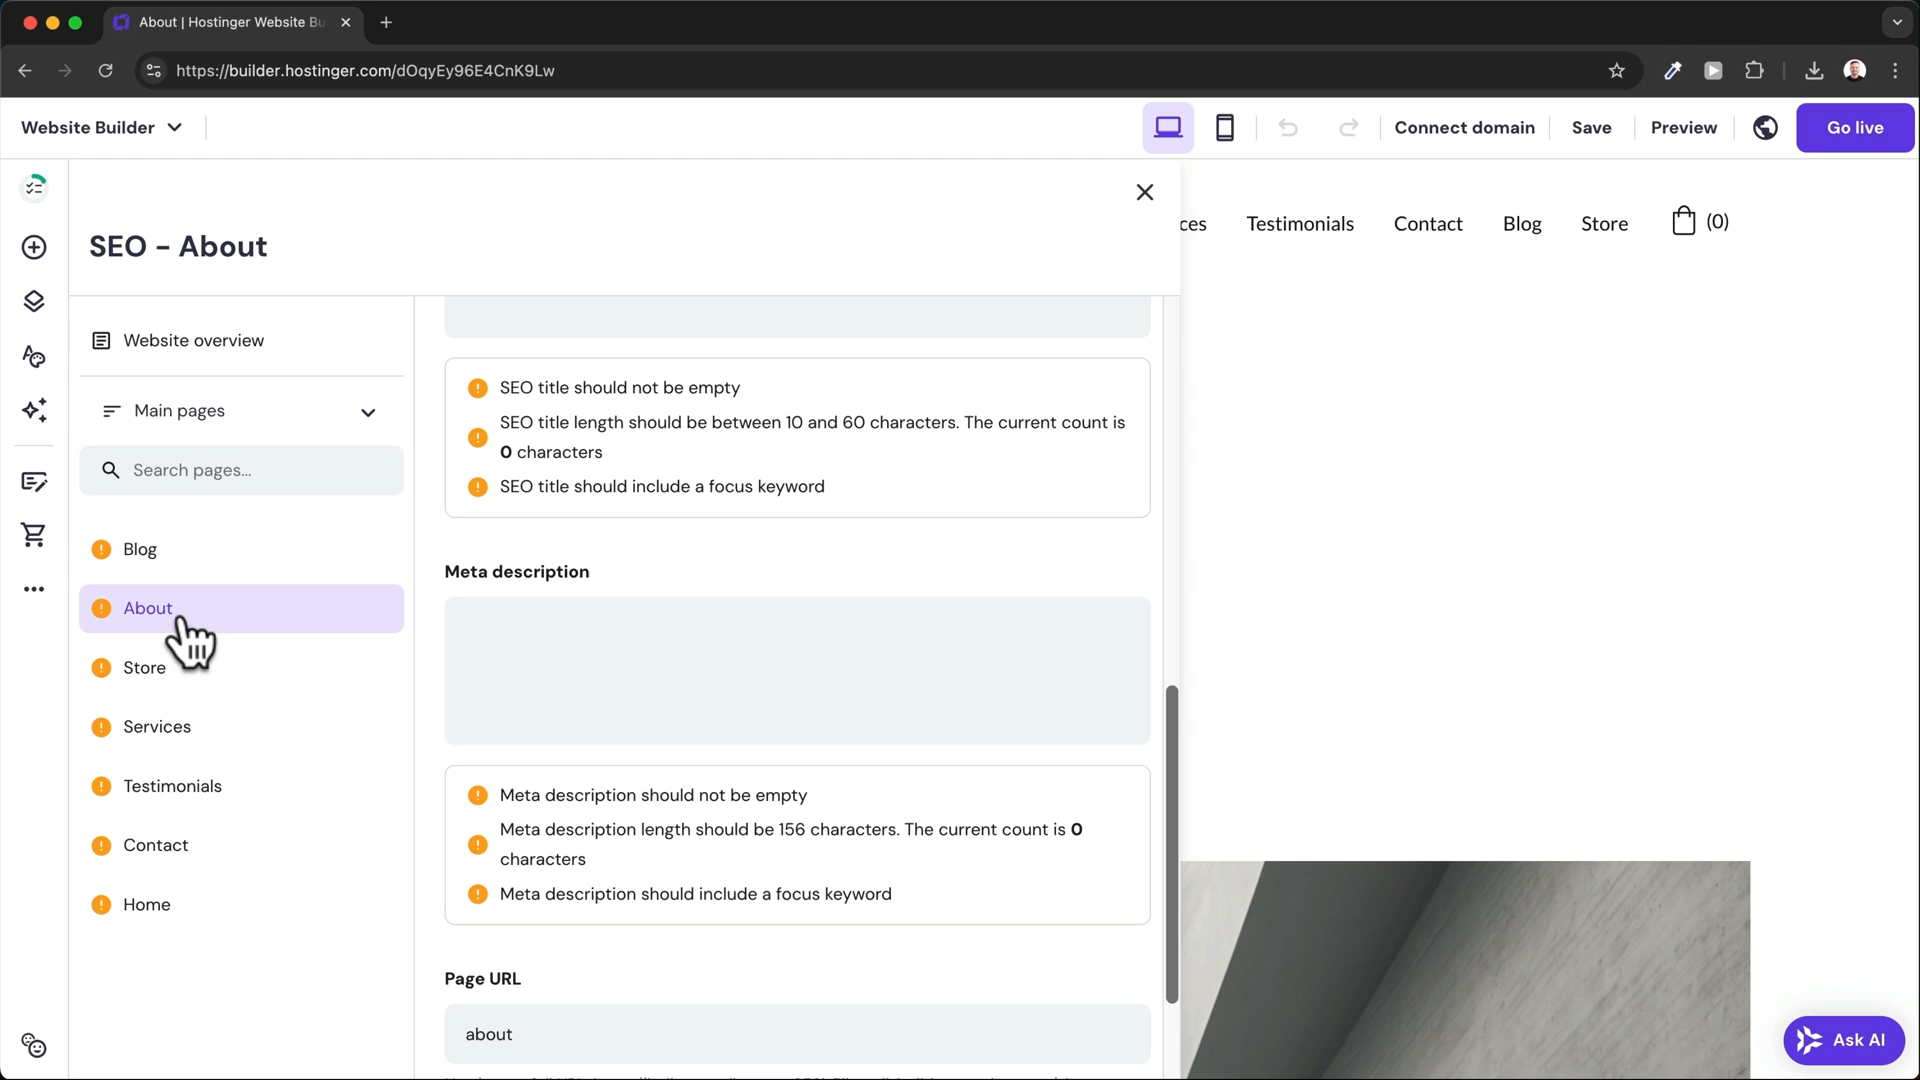 About | Hostinger Website Bu
https://builder.hostinger.com/dOqyEy96E4CnK9Lw
Website Builder
Connect domain
Save
Preview
Go live
SEO – About
ces
Testimonials
Contact
Blog
Store
(0)
Website overview
Main pages
Search pages...
Blog
About
Store
Services
Testimonials
Contact
Home
SEO title should not be empty
SEO title length should be between 10 and 60 characters. The current count is
0 characters
SEO title should include a focus keyword
Meta description
Meta description should not be empty
Meta description length should be 156 characters. The current count is 0
characters
Meta description should include a focus keyword
Page URL
about
Ask AI